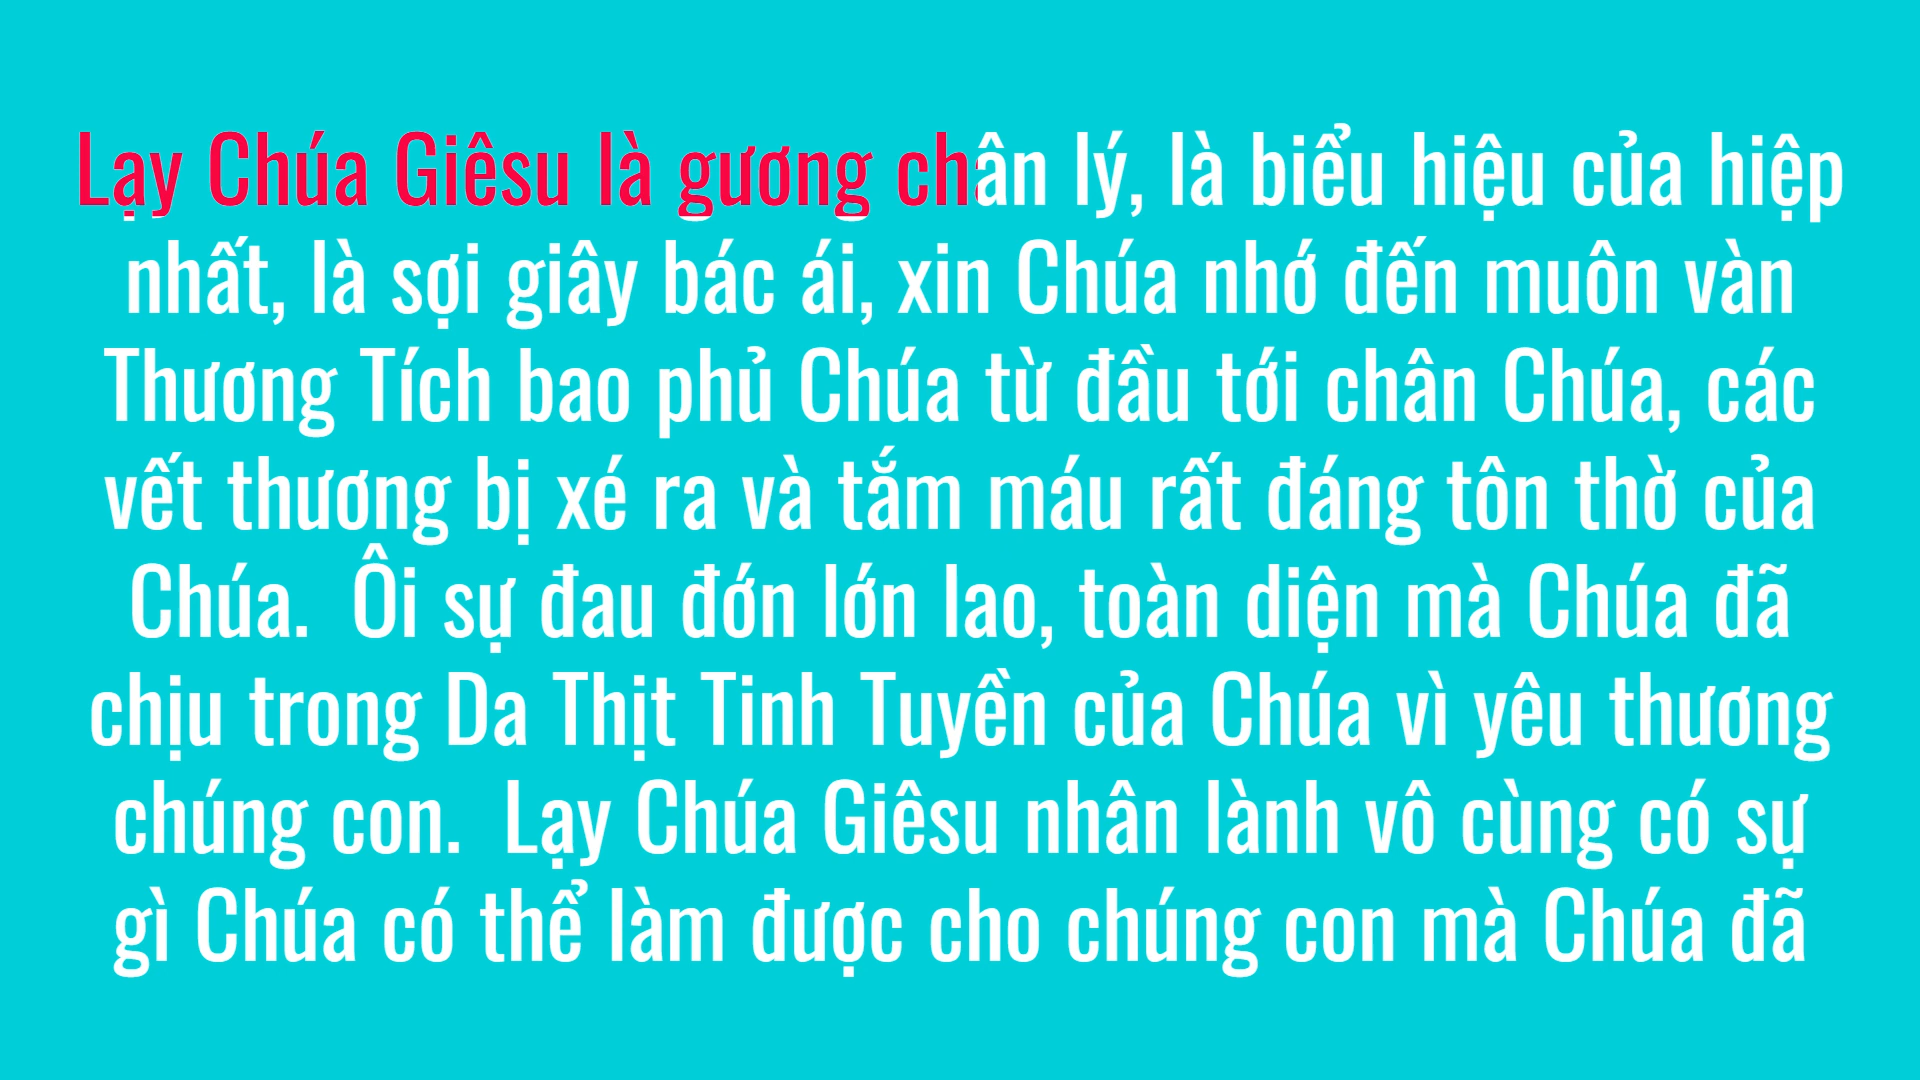 Lạy Chúa Giêsu là gương chân lý, là biểu hiệu của hiệp
nhất, là sợi giây bác ái, xin Chúa nhớ đến muôn vàn
Thương Tích bao phủ Chúa từ đầu tới chân Chúa, các
vết thương bị xé ra và tắm máu rất đáng tôn thờ của
Chúa.  Ôi sự đau đớn lớn lao, toàn diện mà Chúa đã
chịu trong Da Thịt Tinh Tuyền của Chúa vì yêu thương
chúng con.  Lạy Chúa Giêsu nhân lành vô cùng có sự
gì Chúa có thể làm được cho chúng con mà Chúa đã